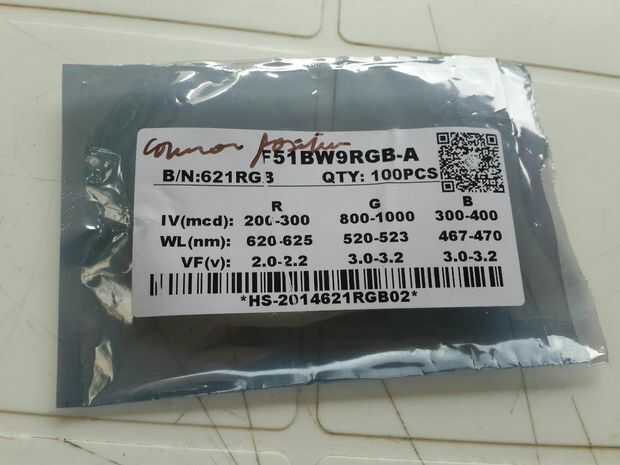 Common positive
F51BW9RGB-A
B/N:621RGB QTY: 100PCS
R G B
IV(mcd): 200-300 800-1000 300-400
WL(nm): 620-625 520-523 467-470
VF(v): 2.0-2.2 3.0-3.2 3.0-3.2
*HS-2014621RGB02*